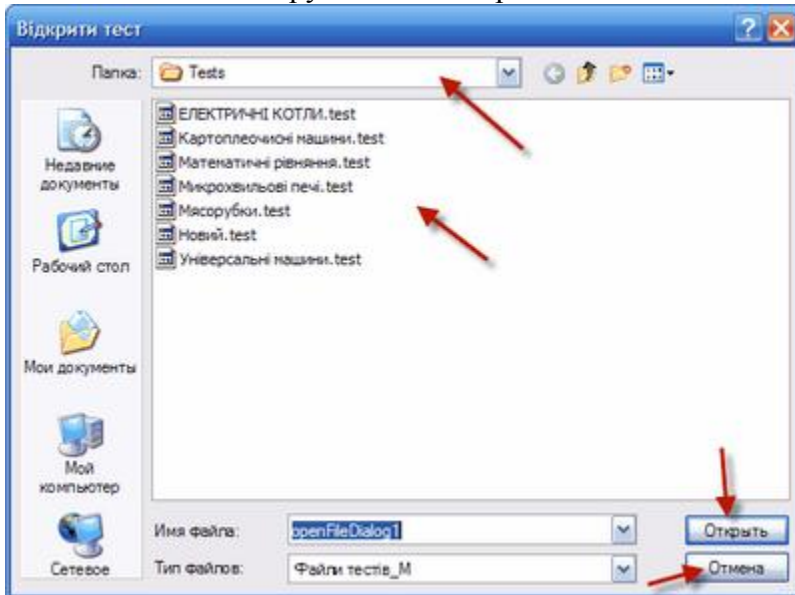 Відкрити тест
Папка: Tests
ЕЛЕКТРИЧНІ КОТЛИ.test
Картоплеочисні машини.test
Математичні рівняння.test
Микрохвильові печі.test
Мясорубки.test
Новий.test
Універсальні машини.test
Недавние
документы
Рабочий стол
Мои документы
Мой
компьютер
Сетевое
Имя файла: openFileDialog1 Открыть
Тип файлов: Файли тестів_М Отмена